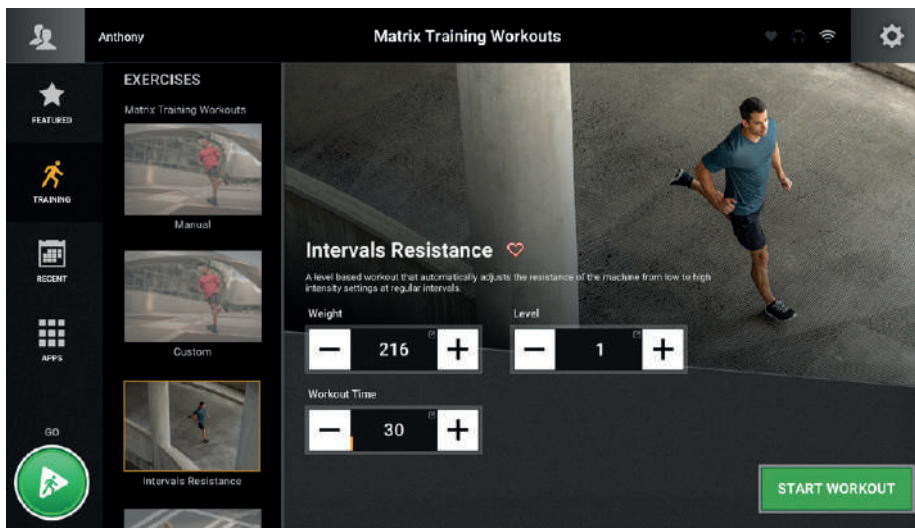 Anthony
Matrix Training Workouts
FEATURED
TRAINING
RECENT
APPS
GO
EXERCISES
Matrix Training Workouts
Manual
Custom
Intervals Resistance
Intervals Resistance
A level based workout that automatically adjusts the resistance of the machine from low to high
intensity settings at regular intervals.
Weight
Level
216
1
Workout Time
30
START WORKOUT